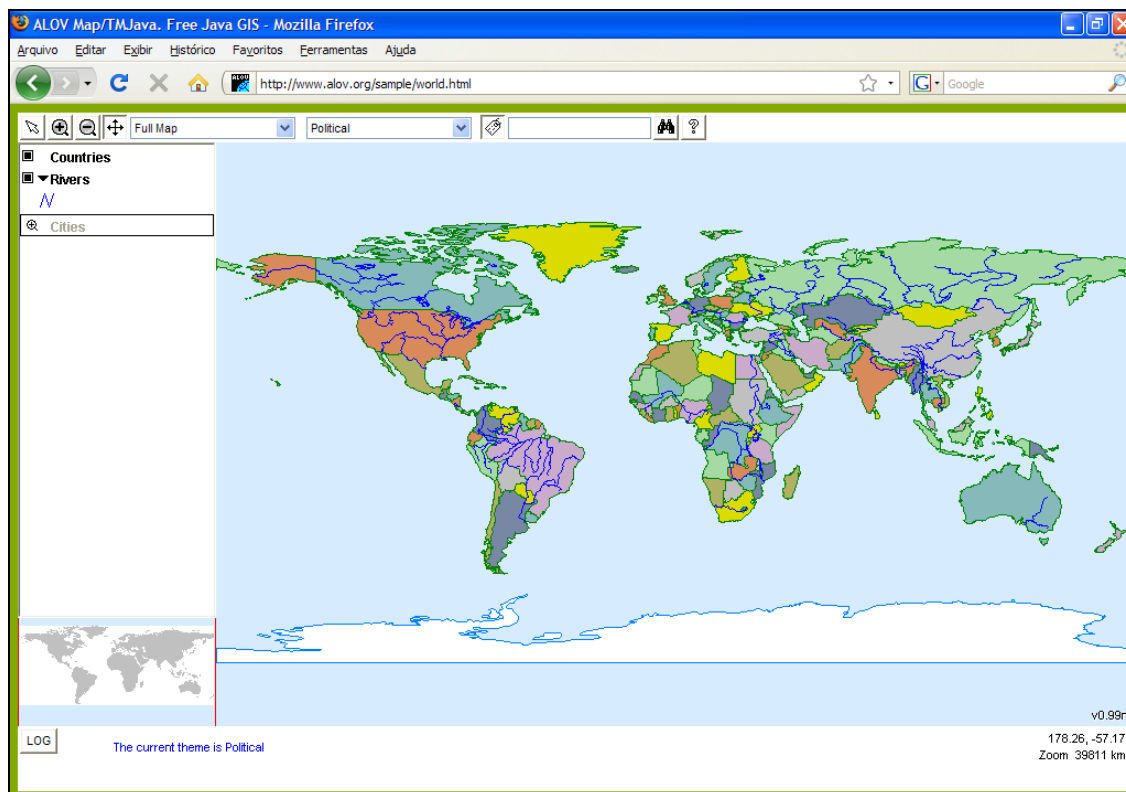 ALOV Map/TMJava. Free Java GIS - Mozilla Firefox
Arquivo Editar Exibir Histórico Favoritos Ferramentas Ajuda
http://www.alov.org/sample/world.html G Google
Full Map Political ?
Countries
Rivers
Cities
v0.99n
LOG The current theme is Political
178.26, -57.17
Zoom 39811 km